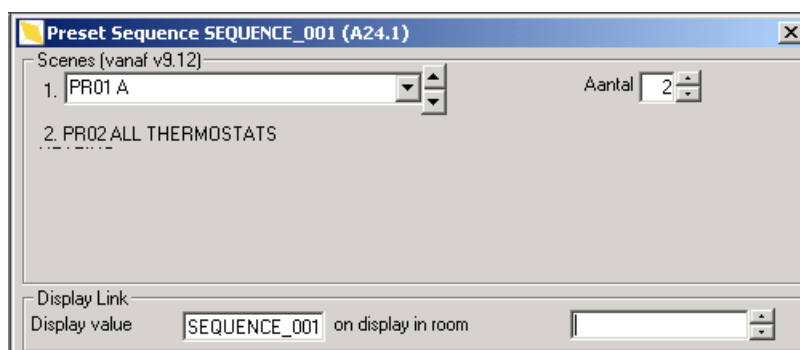 Preset Sequence SEQUENCE_001 (A24.1)
Scenes (vanaf v9.12)
1. PR01 A
Aantal 2
2. PR02 ALL THERMOSTATS
Display Link
Display value SEQUENCE_001 on display in room